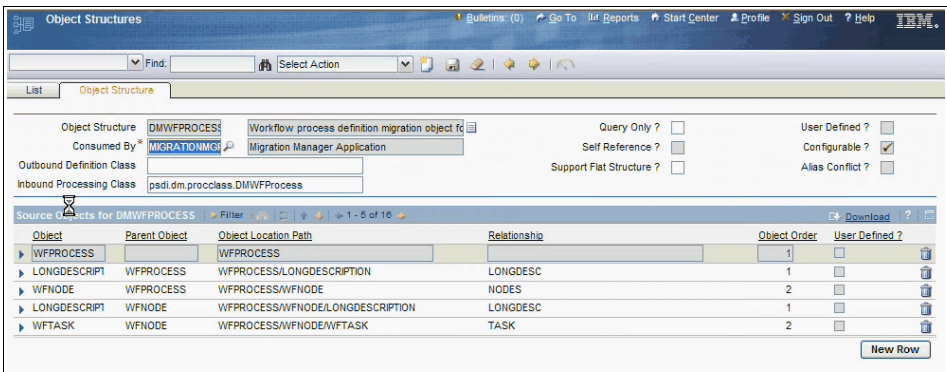 Object Structures
Bulletins: (0) Go To Reports Start Center Profile Sign Out ? Help IBM.
Find: Select Action
List Object Structure
Object Structure DMWFPROCESS Workflow process definition migration object fo Query Only ? User Defined ?
Consumed By* MIGRATIONMGR Migration Manager Application Self Reference ? Configurable ?
Outbound Definition Class Support Flat Structure ? Alias Conflict ?
Inbound Processing Class psdi.dm.procclass.DMWFProcess
Source Objects for DMWFPROCESS Filter 1 - 5 of 16 Download ?
Object Parent Object Object Location Path Relationship Object Order User Defined ?
WFPROCESS WFPROCESS 1
LONGDESCRIPT WFPROCESS WFPROCESS/LONGDESCRIPTION LONGDESC 1
WFNODE WFPROCESS WFPROCESS/WFNODE NODES 2
LONGDESCRIPT WFNODE WFPROCESS/WFNODE/LONGDESCRIPTION LONGDESC 1
WFTASK WFNODE WFPROCESS/WFNODE/WFTASK TASK 2
New Row